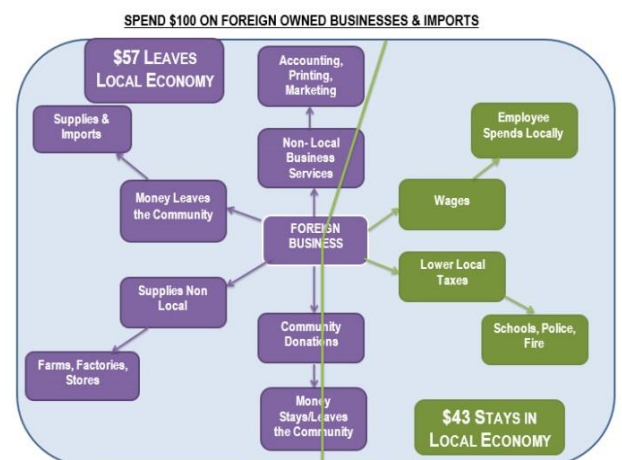 SPEND $100 ON FOREIGN OWNED BUSINESSES & IMPORTS
$57 LEAVES
LOCAL ECONOMY
Accounting,
Printing,
Marketing
Supplies &
Imports
Employee
Spends Locally
Non- Local
Business
Services
Money Leaves
the Community
Wages
FOREIGN
BUSINESS
Lower Local
Taxes
Supplies Non
Local
Community
Donations
Schools, Police,
Fire
Farms, Factories,
Stores
Money
Stays/Leaves
the Community
$43 STAYS IN
LOCAL ECONOMY